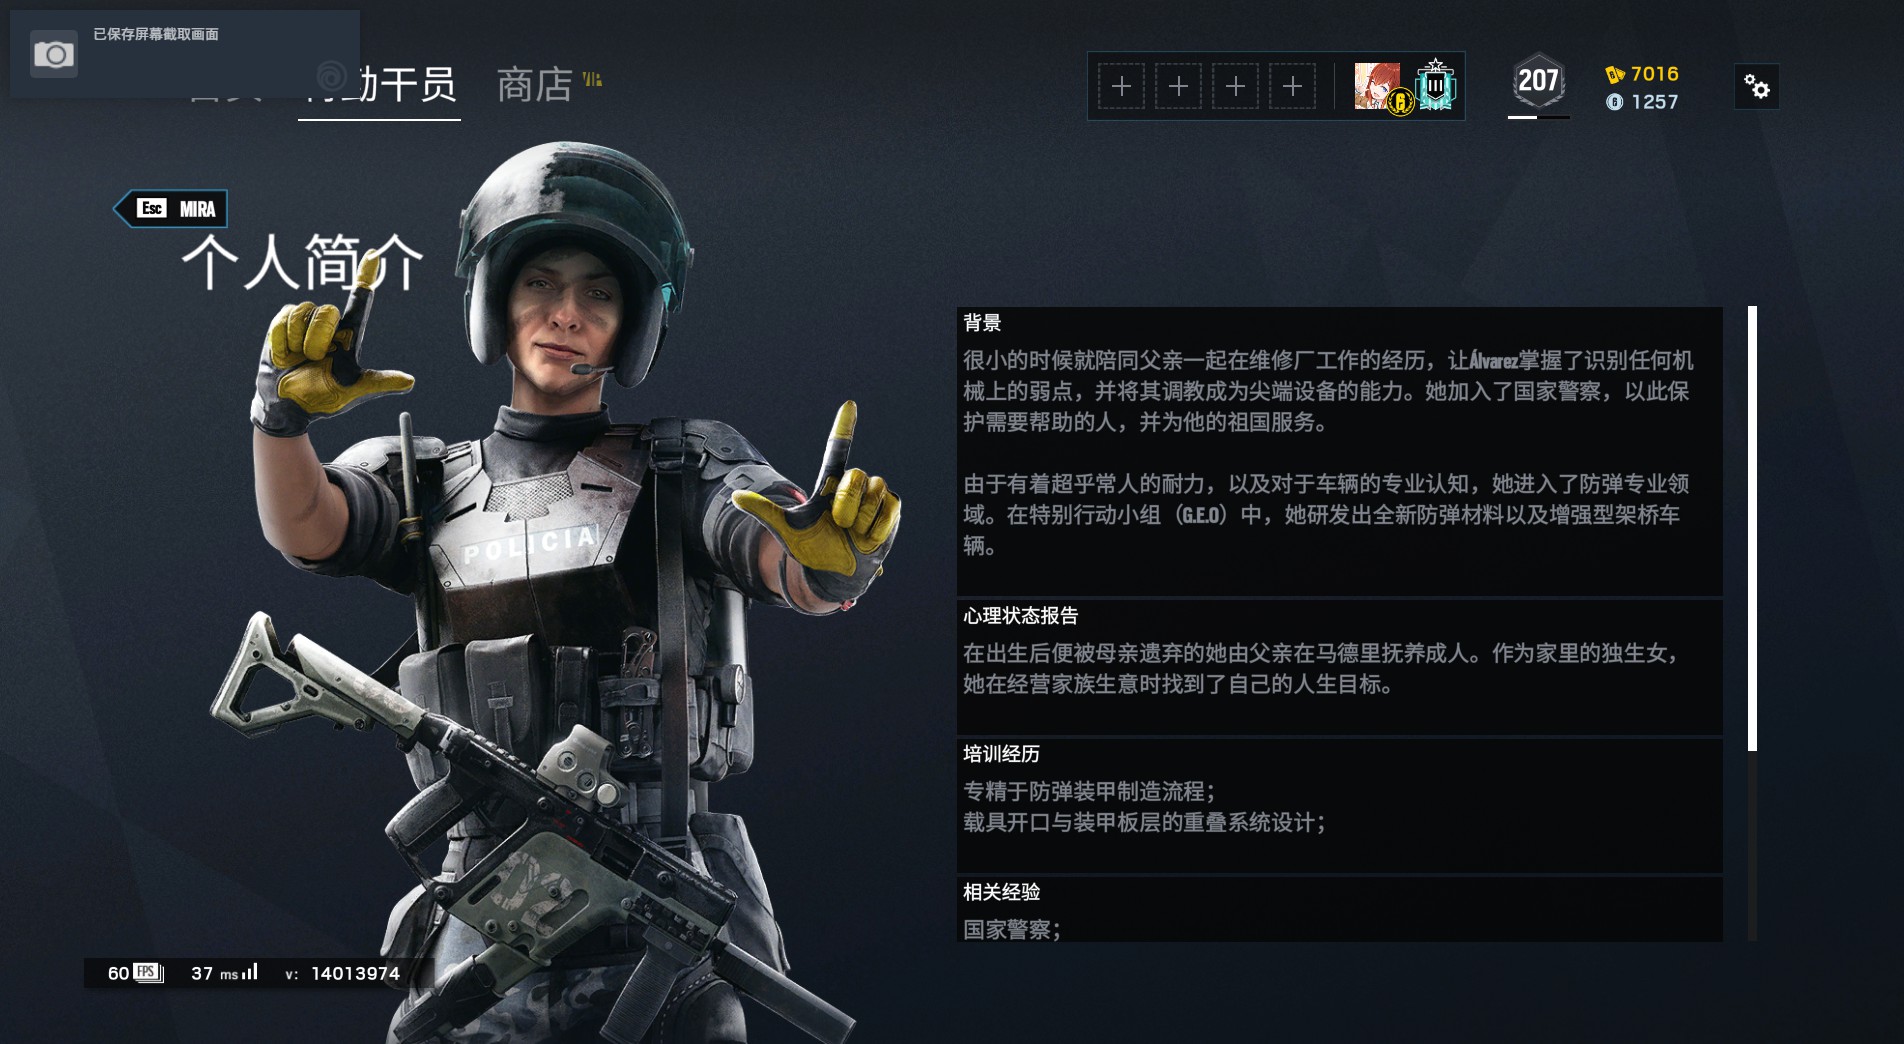 已保存屏幕截取画面
动干员
商店
207
7016
1257
Esc MIRA
个人简介
背景
很小的时候就陪同父亲一起在维修厂工作的经历，让Álvarez掌握了识别任何机
械上的弱点，并将其调教成为尖端设备的能力。她加入了国家警察，以此保
护需要帮助的人，并为他的祖国服务。
由于有着超乎常人的耐力，以及对于车辆的专业认知，她进入了防弹专业领
域。在特别行动小组（G.E.O）中，她研发出全新防弹材料以及增强型架桥车
辆。
POLICIA
心理状态报告
在出生后便被母亲遗弃的她由父亲在马德里抚养成人。作为家里的独生女，
她在经营家族生意时找到了自己的人生目标。
培训经历
专精于防弹装甲制造流程；
载具开口与装甲板层的重叠系统设计；
相关经验
国家警察；
60 FPS 37 ms v: 14013974